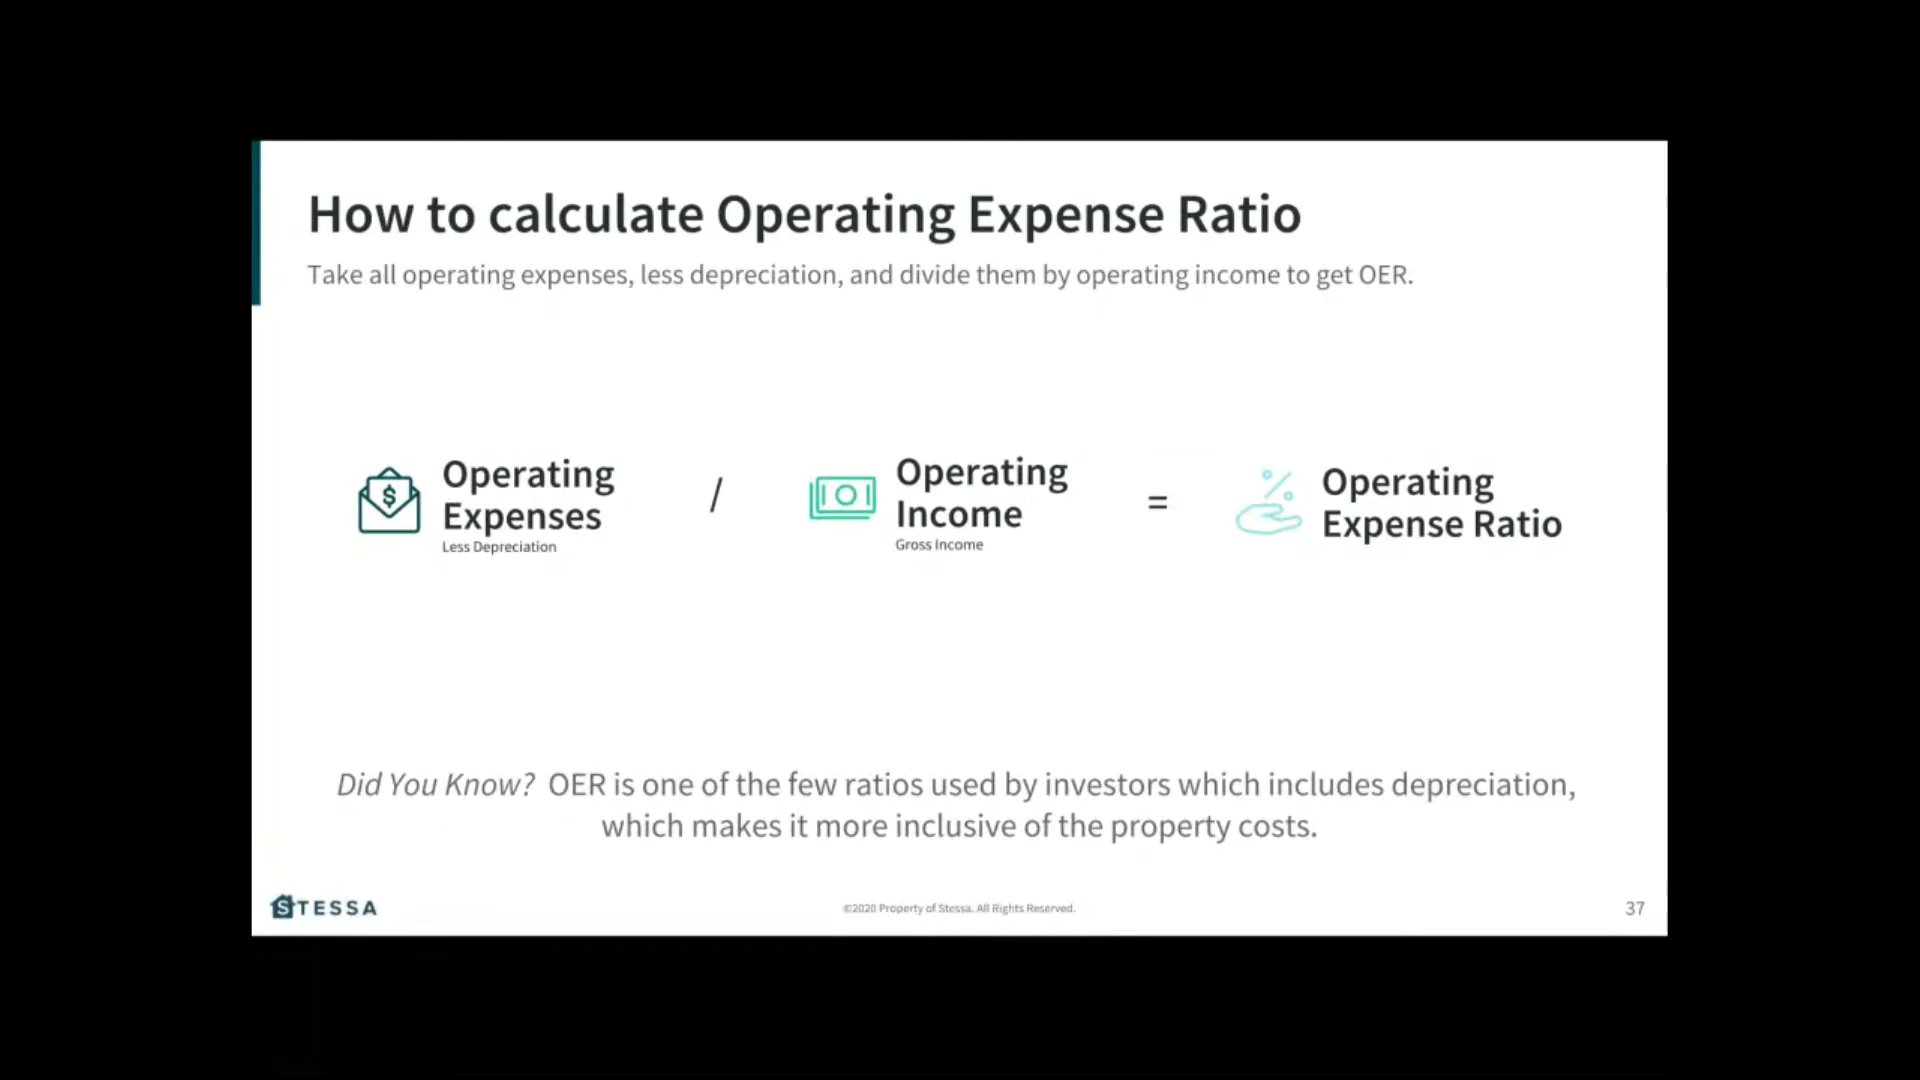 How to calculate Operating Expense Ratio
Take all operating expenses, less depreciation, and divide them by operating income to get OER.
$
Operating
Expenses
Less Depreciation
/
Operating
Income
Gross Income
=
%
Operating
Expense Ratio
Did You Know? OER is one of the few ratios used by investors which includes depreciation,
which makes it more inclusive of the property costs.
STESSA
©2020 Property of Stessa. All Rights Reserved.
37